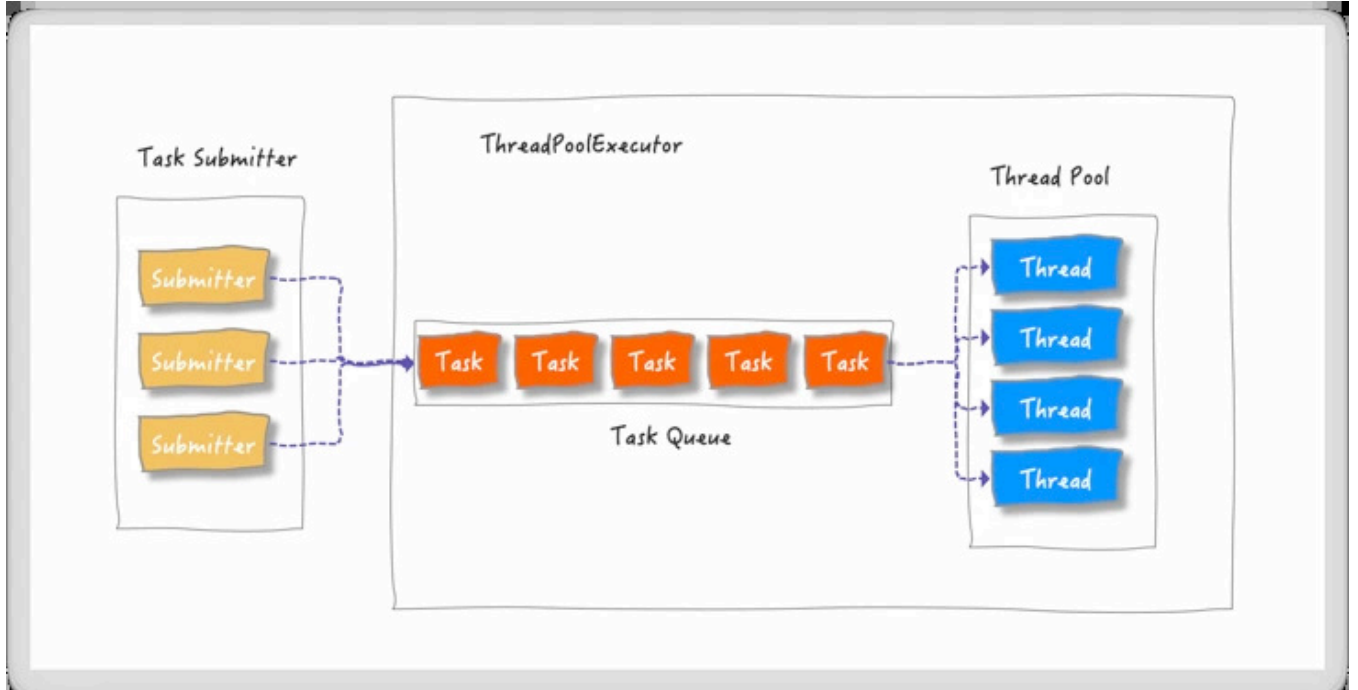 Task Submitter
ThreadPoolExecutor
Thread Pool
Submitter
Submitter
Submitter
Task Task Task Task Task
Task Queue
Thread
Thread
Thread
Thread